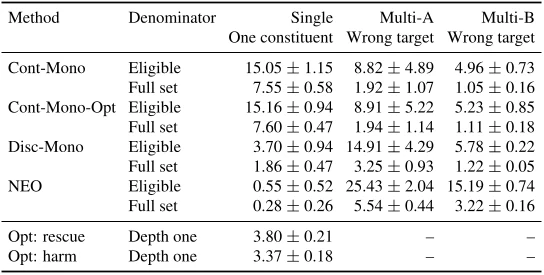 Method Denominator Single Multi-A Multi-B
One constituent Wrong target Wrong target
Cont-Mono Eligible 15.05 ± 1.15 8.82 ± 4.89 4.96 ± 0.73
Full set 7.55 ± 0.58 1.92 ± 1.07 1.05 ± 0.16
Cont-Mono-Opt Eligible 15.16 ± 0.94 8.91 ± 5.22 5.23 ± 0.85
Full set 7.60 ± 0.47 1.94 ± 1.14 1.11 ± 0.18
Disc-Mono Eligible 3.70 ± 0.94 14.91 ± 4.29 5.78 ± 0.22
Full set 1.86 ± 0.47 3.25 ± 0.93 1.22 ± 0.05
NEO Eligible 0.55 ± 0.52 25.43 ± 2.04 15.19 ± 0.74
Full set 0.28 ± 0.26 5.54 ± 0.44 3.22 ± 0.16
Opt: rescue Depth one 3.80 ± 0.21 – –
Opt: harm Depth one 3.37 ± 0.18 – –